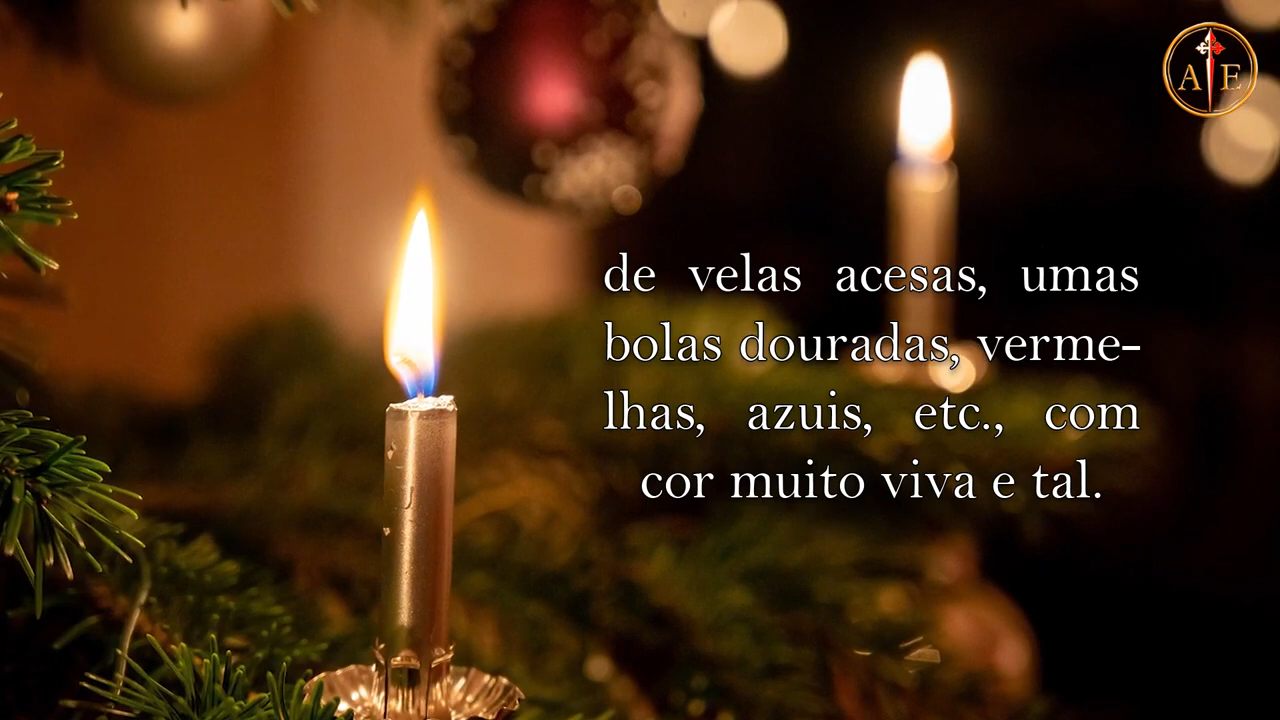 A E
de velas acesas, umas
bolas douradas, verme-
lhas, azuis, etc., com
cor muito viva e tal.